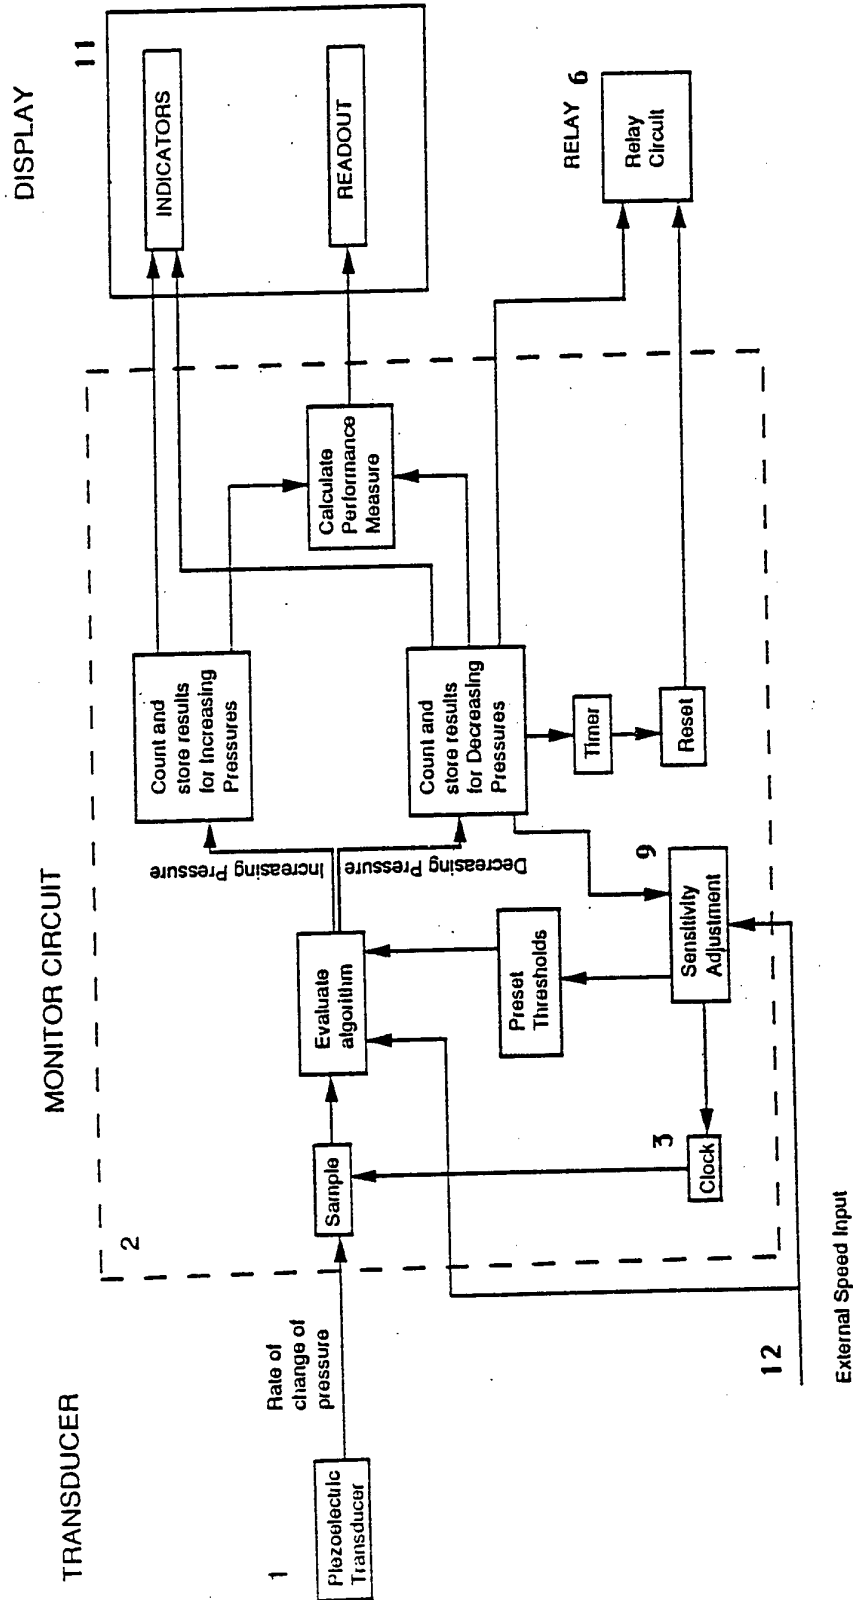 TRANSDUCER
MONITOR CIRCUIT
DISPLAY
1
Piezoelectric
Transducer
Rate of
change of
pressure
2
Sample
Evaluate
algorithm
Increasing Pressure
Decreasing Pressure
Count and
store results
for Increasing
Pressures
Count and
store results
for Decreasing
Pressures
Calculate
Performance
Measure
11
INDICATORS
READOUT
Preset
Thresholds
Timer
Reset
RELAY 6
Relay
Circuit
3
Clock
9
Sensitivity
Adjustment
12
External Speed Input